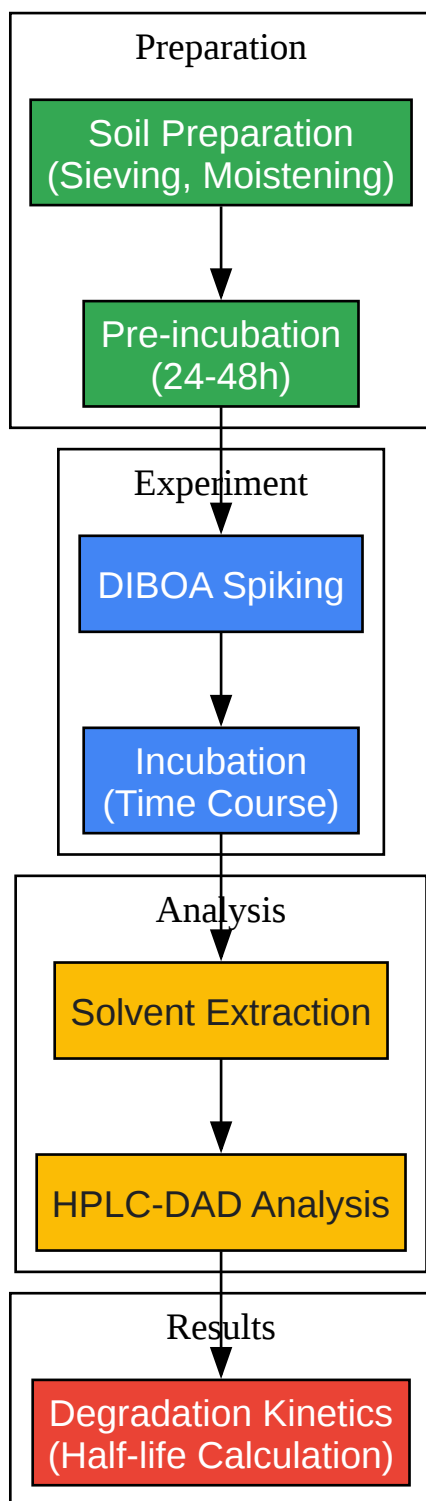 Preparation
Soil Preparation
(Sieving, Moistening)
Pre-incubation
(24-48h)
Experiment
DIBOA Spiking
Incubation
(Time Course)
Analysis
Solvent Extraction
HPLC-DAD Analysis
Results
Degradation Kinetics
(Half-life Calculation)